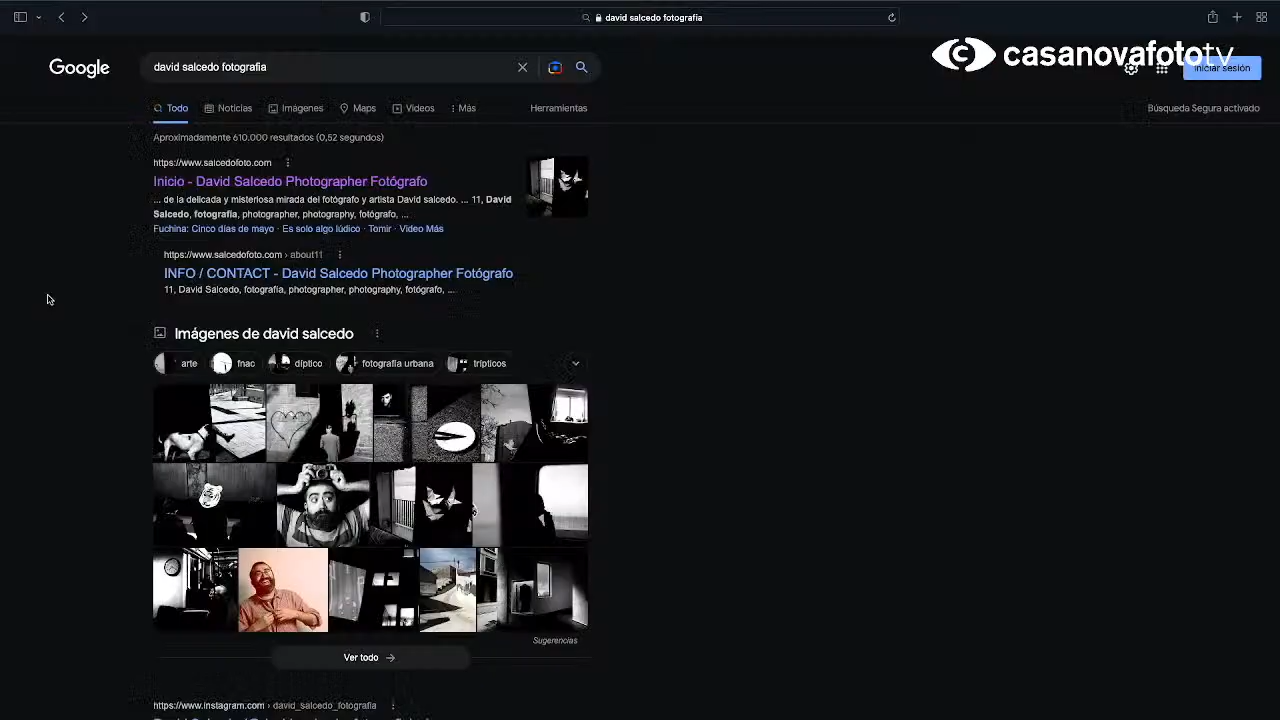 david salcedo fotografia
casanovafototv
Google
david salcedo fotografia
Iniciar sesión
Todo
Noticias
Imágenes
Maps
Vídeos
Más
Herramientas
Búsqueda Segura activado
Aproximadamente 610.000 resultados (0,52 segundos)
https://www.salcedofoto.com
Inicio - David Salcedo Photographer Fotógrafo
... de la delicada y misteriosa mirada del fotógrafo y artista David salcedo. ... 11, David
Salcedo, fotografía, photographer, photography, fotógrafo, ...
Fuchina: Cinco días de mayo · Es solo algo lúdico · Tomir · Video Más
https://www.salcedofoto.com › about11
INFO / CONTACT - David Salcedo Photographer Fotógrafo
11, David Salcedo, fotografía, photographer, photography, fotógrafo, ...
Imágenes de david salcedo
arte
fnac
díptico
fotografía urbana
trípticos
Sugerencias
Ver todo
https://www.instagram.com › david_salcedo_fotografia